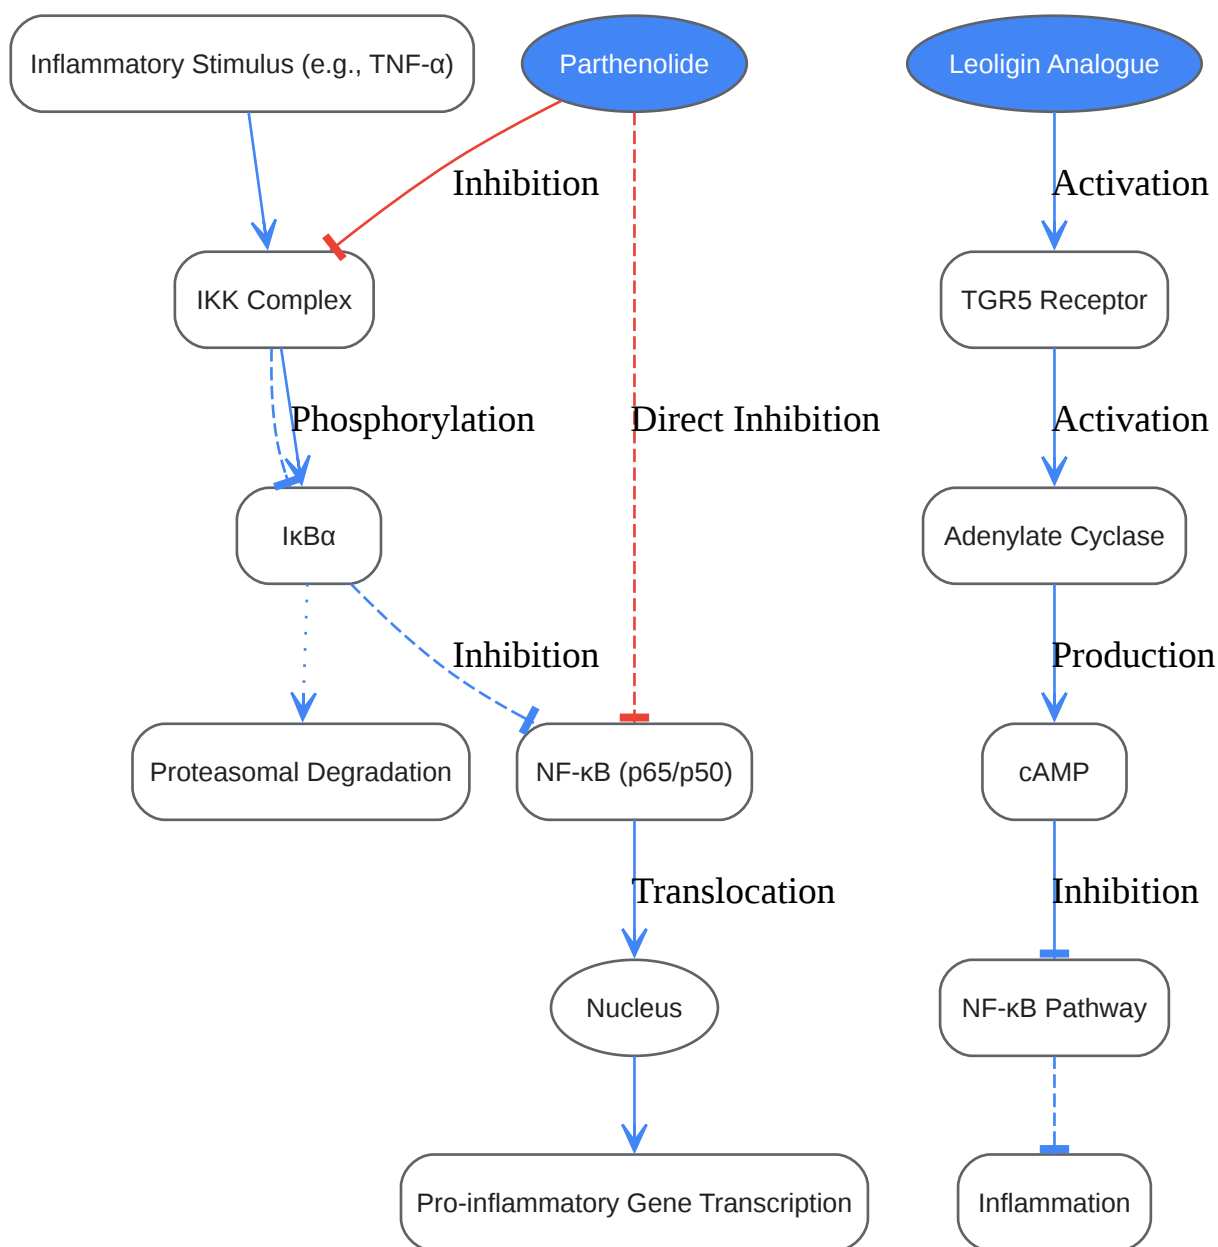 Inflammatory Stimulus (e.g., TNF-α)
Parthenolide
Leoligin Analogue
Inhibition
Activation
IKK Complex
TGR5 Receptor
Phosphorylation
Direct Inhibition
Activation
IκBα
Adenylate Cyclase
Inhibition
Production
Proteasomal Degradation
NF-κB (p65/p50)
cAMP
Translocation
Inhibition
Nucleus
NF-κB Pathway
Pro-inflammatory Gene Transcription
Inflammation